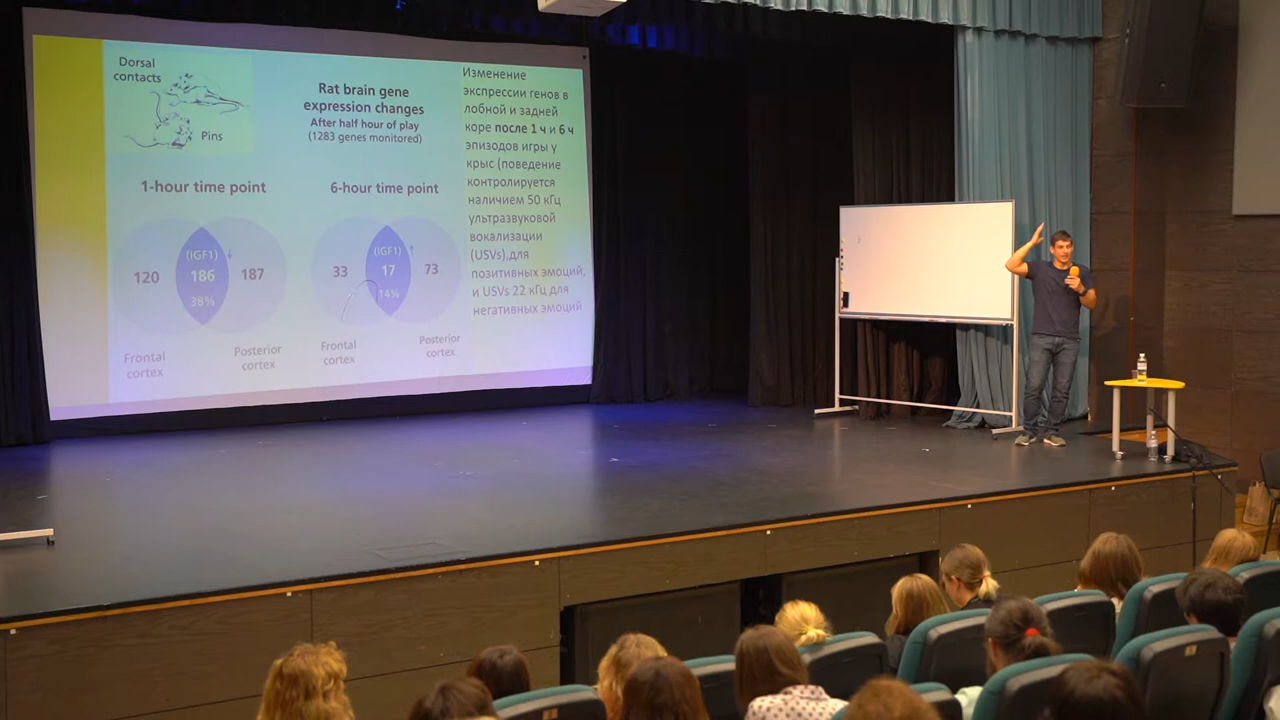 Dorsal
contacts
Pins
Rat brain gene
expression changes
After half hour of play
(1283 genes monitored)
1-hour time point
6-hour time point
(IGF1) ↓
120
186
187
38%
Frontal
cortex
Posterior
cortex
(IGF1) ↑
33
17
73
14%
Frontal
cortex
Posterior
cortex
Изменение
экспрессии генов в
лобной и задней
коре после 1 ч и 6 ч
эпизодов игры у
крыс (поведение
контролируется
наличием 50 кГц
ультразвуковой
вокализации
(USVs),для
позитивных эмоций,
и USVs 22 кГц для
негативных эмоций